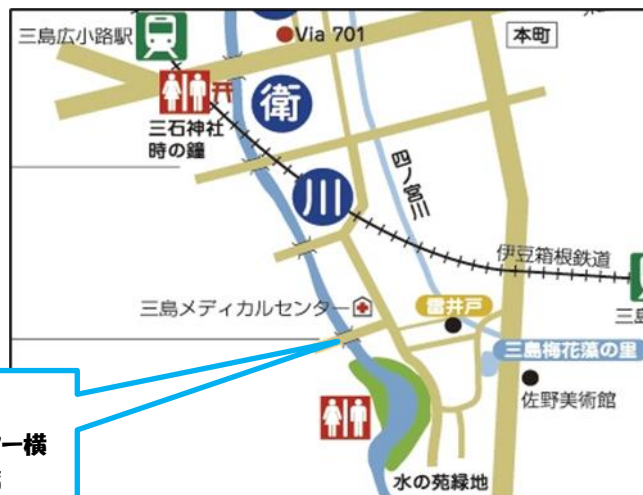 三島広小路駅
Via 701
本町
衛
三石神社
時の鐘
川
四ノ宮川
伊豆箱根鉄道
三島
三島メディカルセンター
雷井戸
三島梅花藻の里
佐野美術館
ー横
水の苑緑地